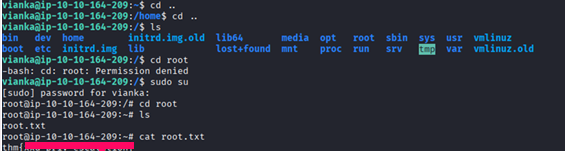 vianka@ip-10-10-164-209:~$ cd ..
vianka@ip-10-10-164-209:/home$ cd ..
vianka@ip-10-10-164-209:/$ ls
bin dev home initrd.img.old lib64 media opt root sbin sys usr vmlinuz
boot etc initrd.img lib lost+found mnt proc run srv tmp var vmlinuz.old
vianka@ip-10-10-164-209:/$ cd root
-bash: cd: root: Permission denied
vianka@ip-10-10-164-209:/$ sudo su
[sudo] password for vianka:
root@ip-10-10-164-209:/# cd root
root@ip-10-10-164-209:~# ls
root.txt
root@ip-10-10-164-209:~# cat root.txt
thm{